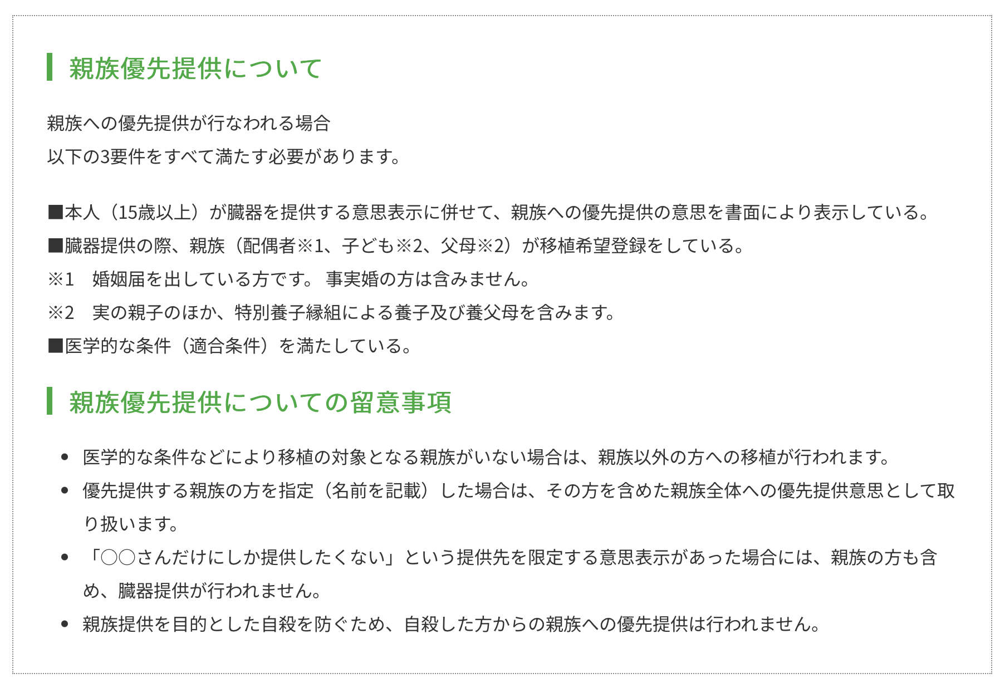 親族優先提供について
親族への優先提供が行なわれる場合
以下の3要件をすべて満たす必要があります。
■本人（15歳以上）が臓器を提供する意思表示に併せて、親族への優先提供の意思を書面により表示している。
■臓器提供の際、親族（配偶者※1、子ども※2、父母※2）が移植希望登録をしている。
※1　婚姻届を出している方です。 事実婚の方は含みません。
※2　実の親子のほか、特別養子縁組による養子及び養父母を含みます。
■医学的な条件（適合条件）を満たしている。
親族優先提供についての留意事項
• 医学的な条件などにより移植の対象となる親族がいない場合は、親族以外の方への移植が行われます。
• 優先提供する親族の方を指定（名前を記載）した場合は、その方を含めた親族全体への優先提供意思として取
り扱います。
• 「○○さんだけにしか提供したくない」という提供先を限定する意思表示があった場合には、親族の方も含
め、臓器提供が行われません。
• 親族提供を目的とした自殺を防ぐため、自殺した方からの親族への優先提供は行われません。